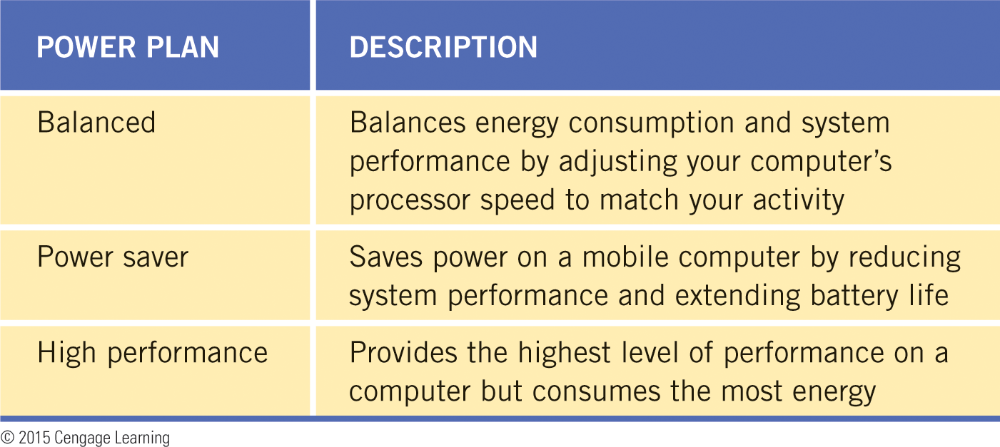 POWER PLAN DESCRIPTION
Balanced Balances energy consumption and system
performance by adjusting your computer’s
processor speed to match your activity
Power saver Saves power on a mobile computer by reducing
system performance and extending battery life
High performance Provides the highest level of performance on a
computer but consumes the most energy
© 2015 Cengage Learning